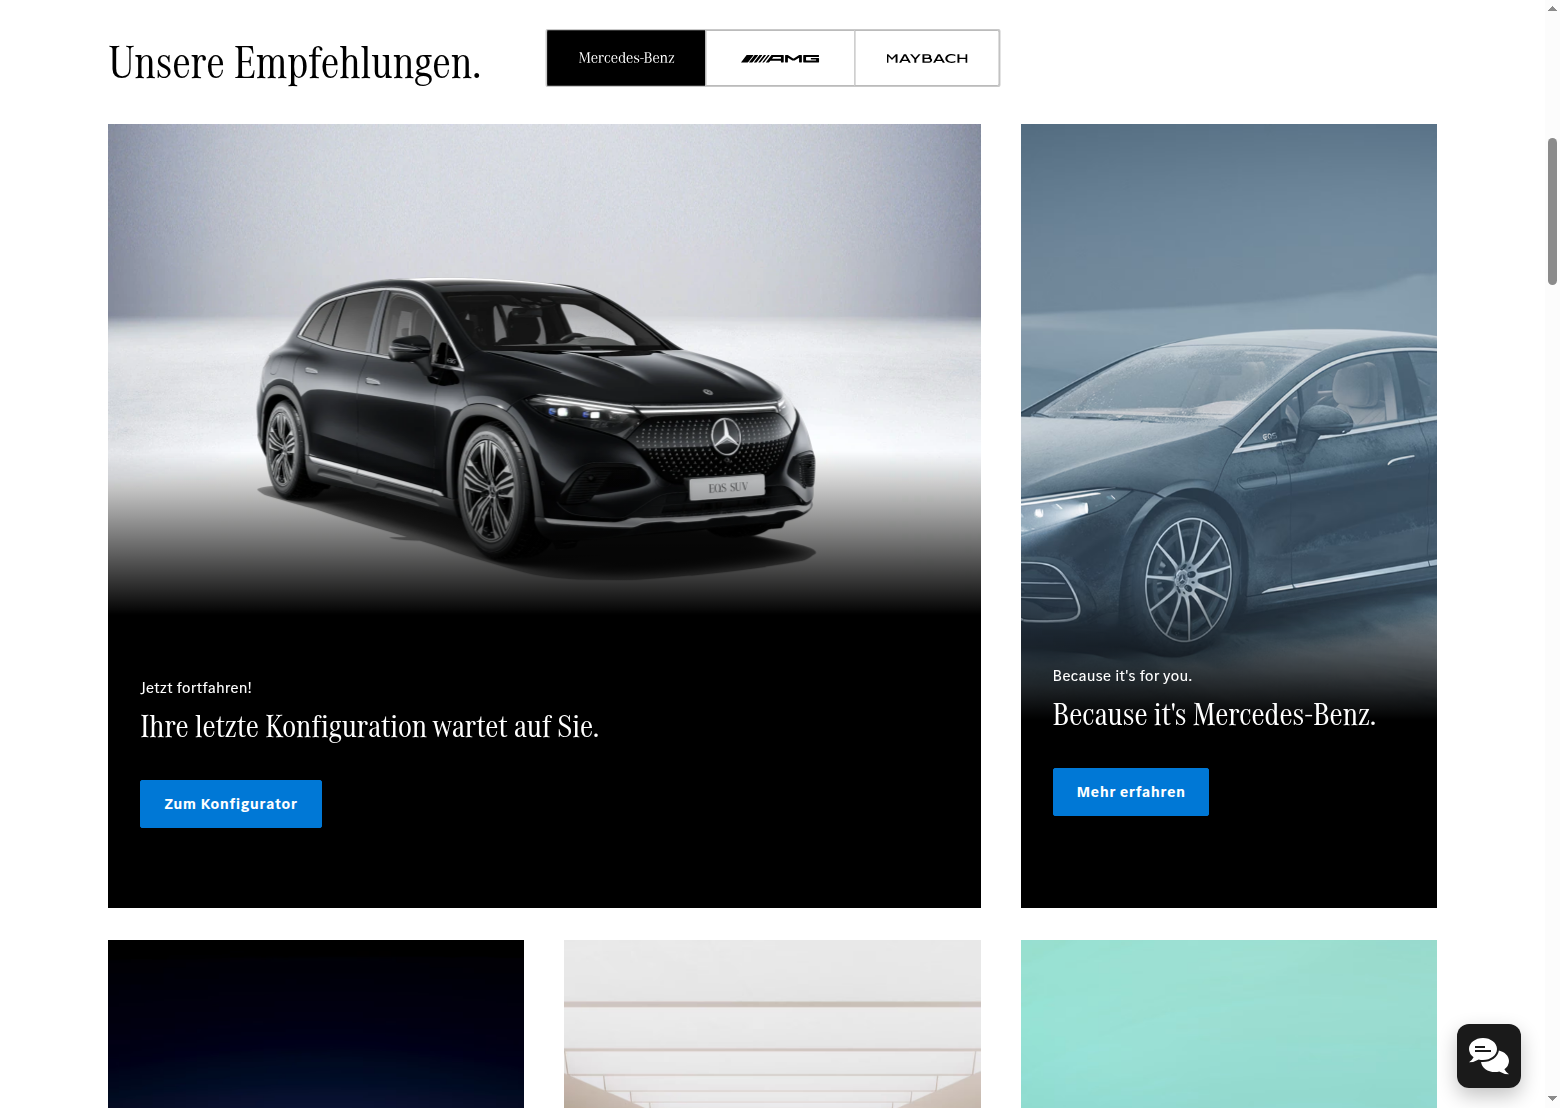 Unsere Empfehlungen.
Mercedes-Benz
AMG
MAYBACH
EQS SUV
EQS
Jetzt fortfahren!
Ihre letzte Konfiguration wartet auf Sie.
Zum Konfigurator
Because it's for you.
Because it's Mercedes-Benz.
Mehr erfahren